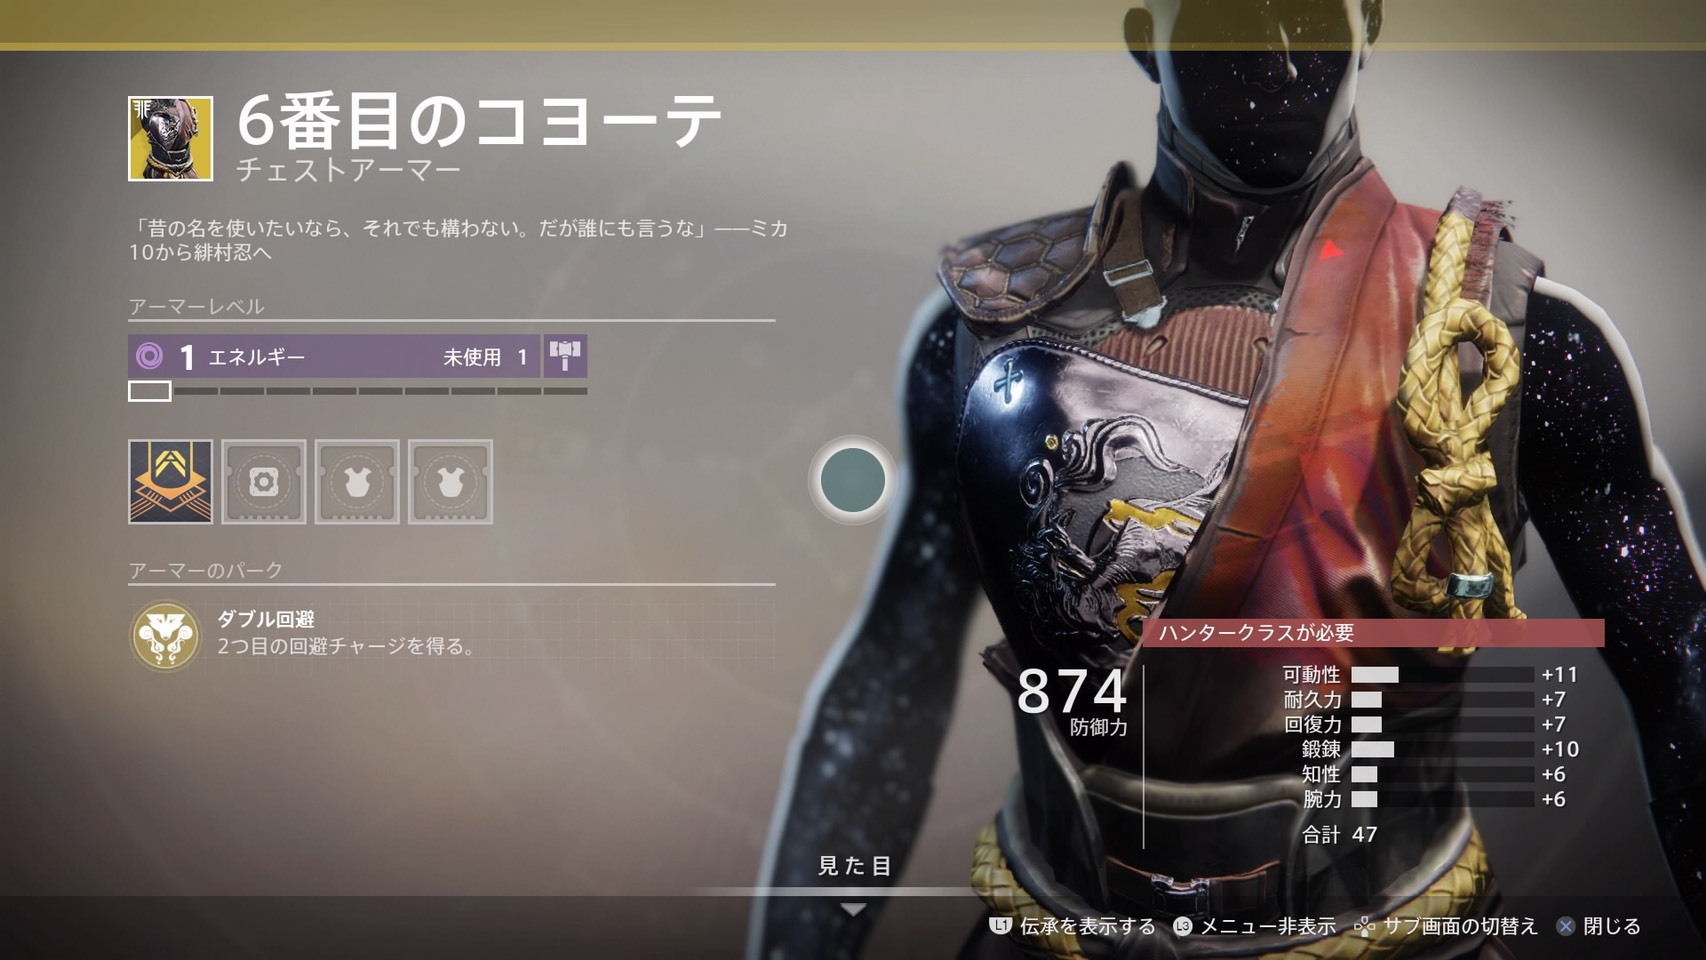 6番目のコヨーテ
チェストアーマー
「昔の名を使いたいなら、それでも構わない。だが誰にも言うな」——ミカ
10から緋村忍へ
アーマーレベル
1 エネルギー 未使用 1
アーマーのパーク
ダブル回避
2つ目の回避チャージを得る。
ハンタークラスが必要
874
防御力
可動性 +11
耐久力 +7
回復力 +7
鍛錬 +10
知性 +6
腕力 +6
合計 47
見た目
L1 伝承を表示する L3 メニュー非表示 サブ画面の切替え 閉じる